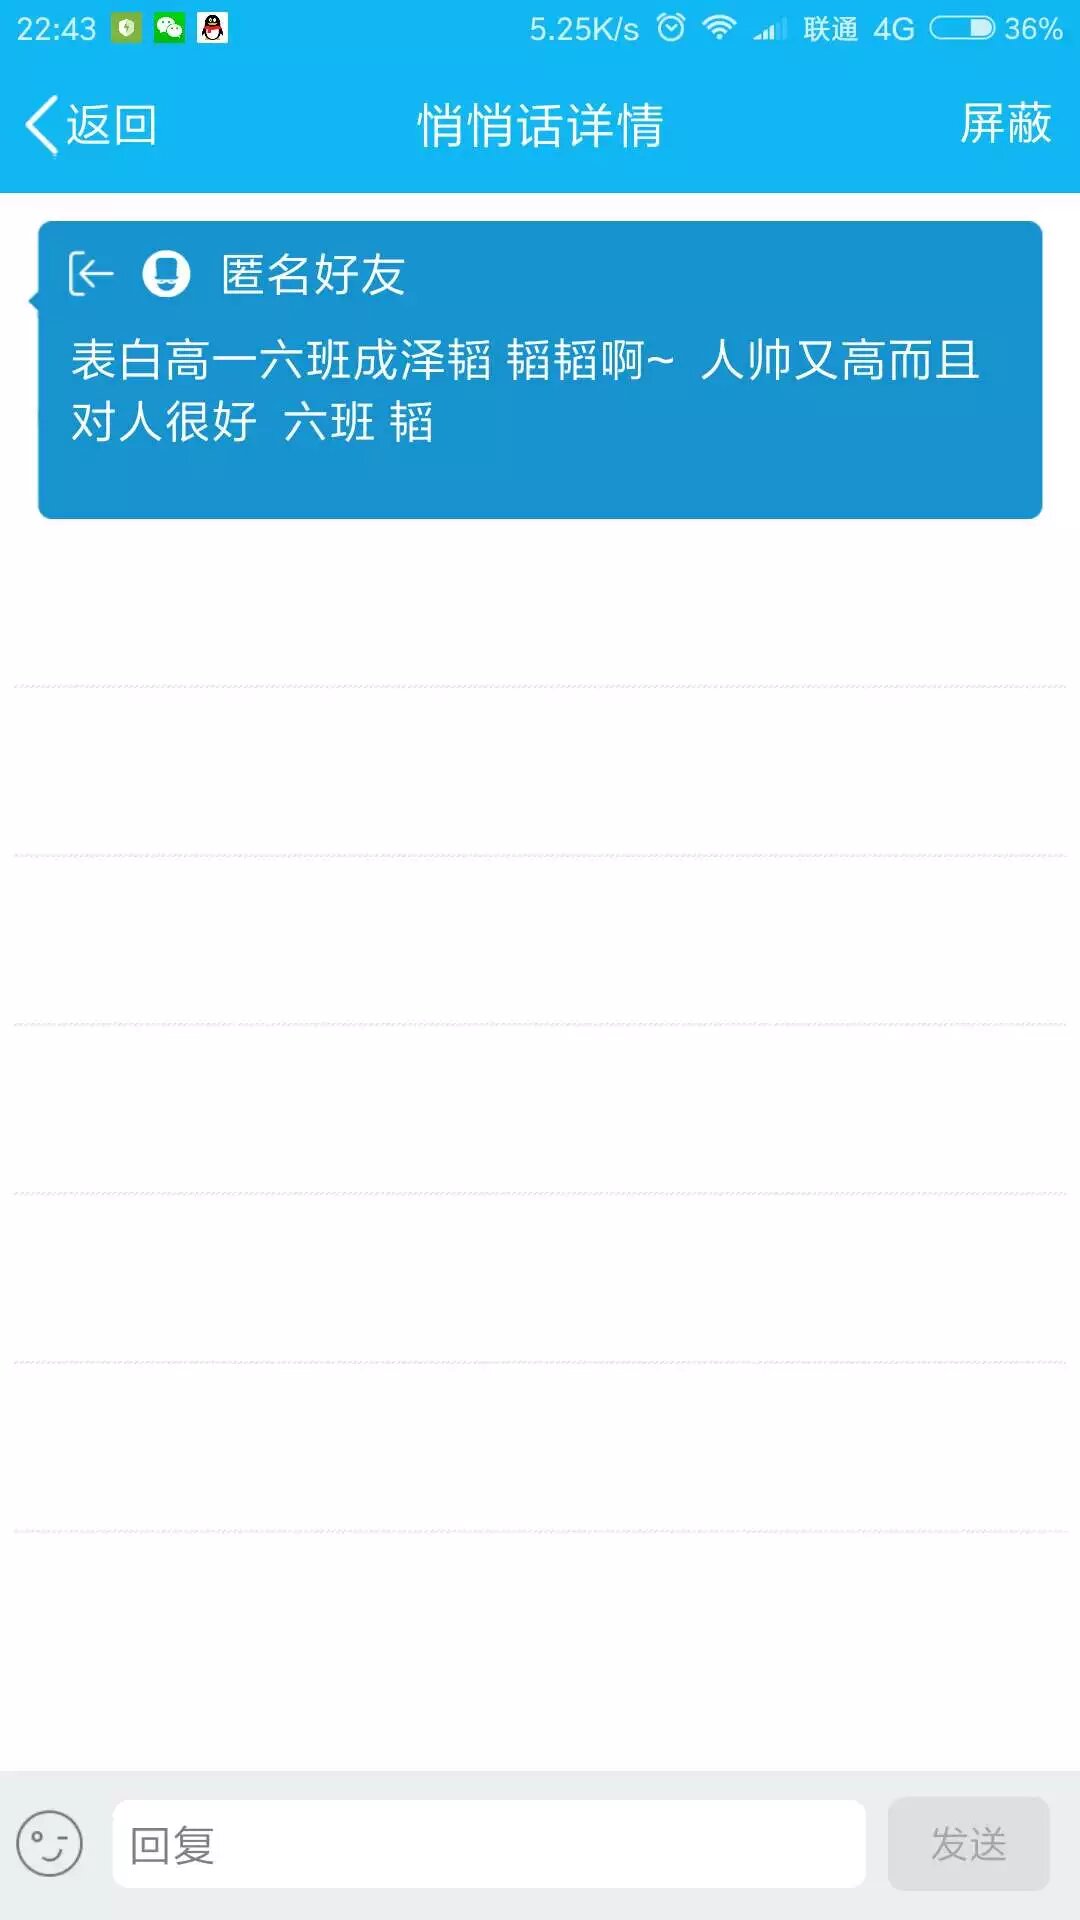 22:43 5.25K/s 联通 4G 36%
返回 悄悄话详情 屏蔽
匿名好友
表白高一六班成泽韬 韬韬啊~ 人帅又高而且
对人很好 六班 韬
回复 发送